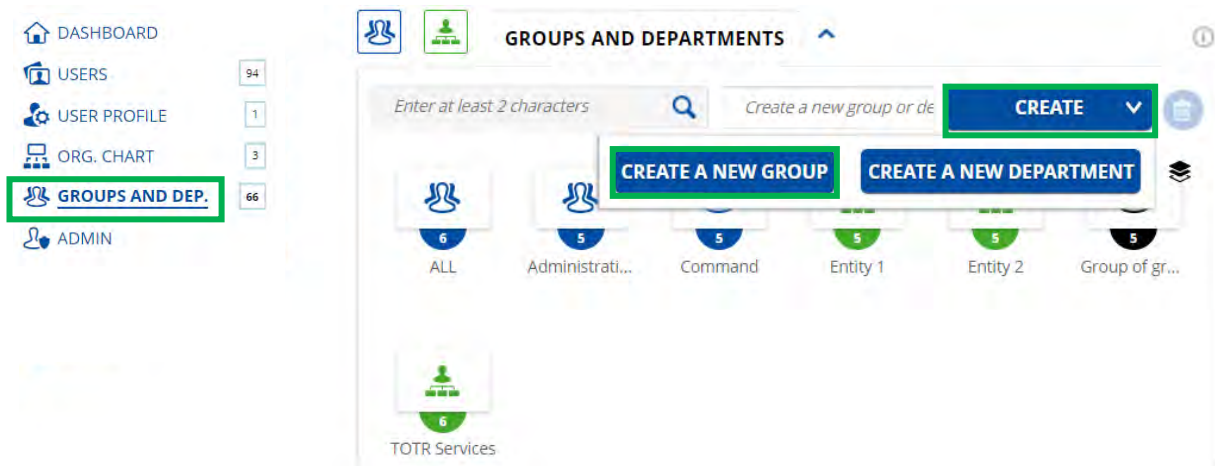 DASHBOARD
USERS 94
USER PROFILE 1
ORG. CHART 3
GROUPS AND DEP. 66
ADMIN
GROUPS AND DEPARTMENTS
Enter at least 2 characters
Create a new group or de
CREATE
CREATE A NEW GROUP
CREATE A NEW DEPARTMENT
6 5 5 5 5 5
ALL Administrati... Command Entity 1 Entity 2 Group of gr...
6
TOTR Services